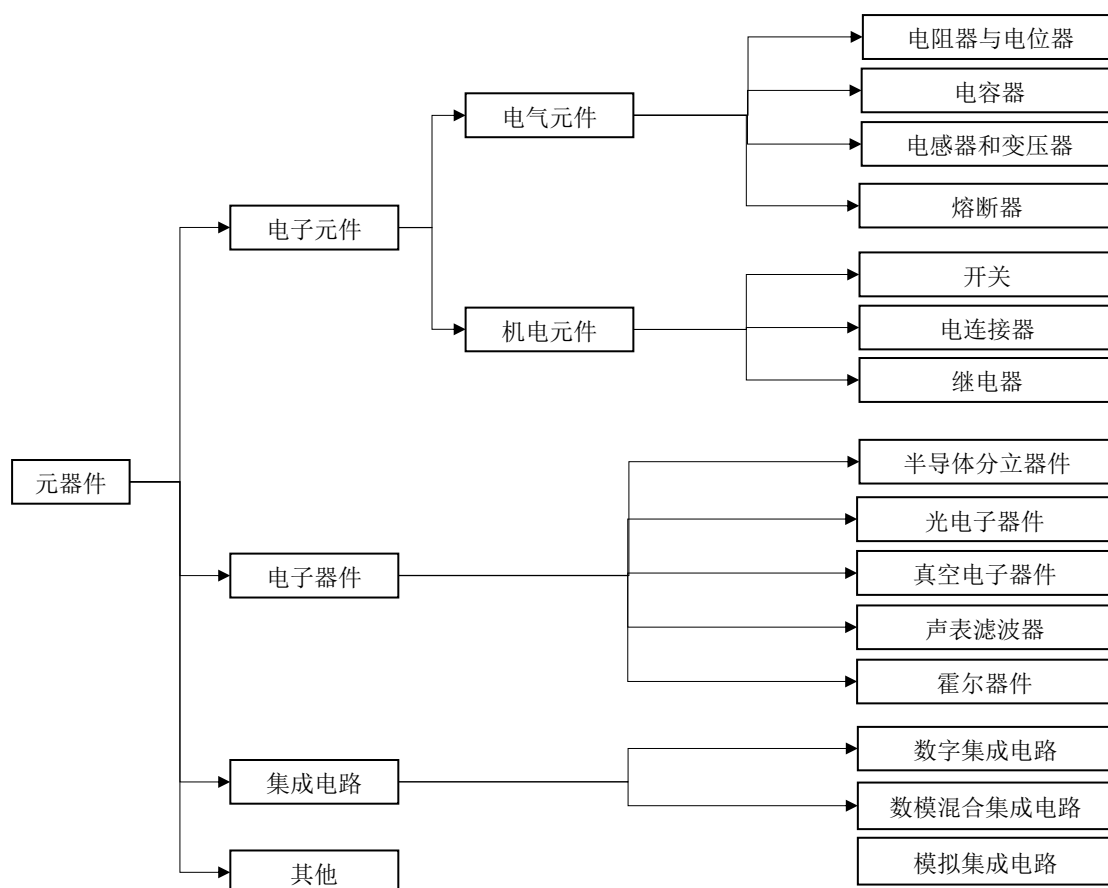 电阻器与电位器
电容器
电气元件
电感器和变压器
熔断器
电子元件
开关
机电元件
电连接器
继电器
半导体分立器件
元器件
光电子器件
电子器件
真空电子器件
声表滤波器
霍尔器件
数字集成电路
集成电路
数模混合集成电路
模拟集成电路
其他